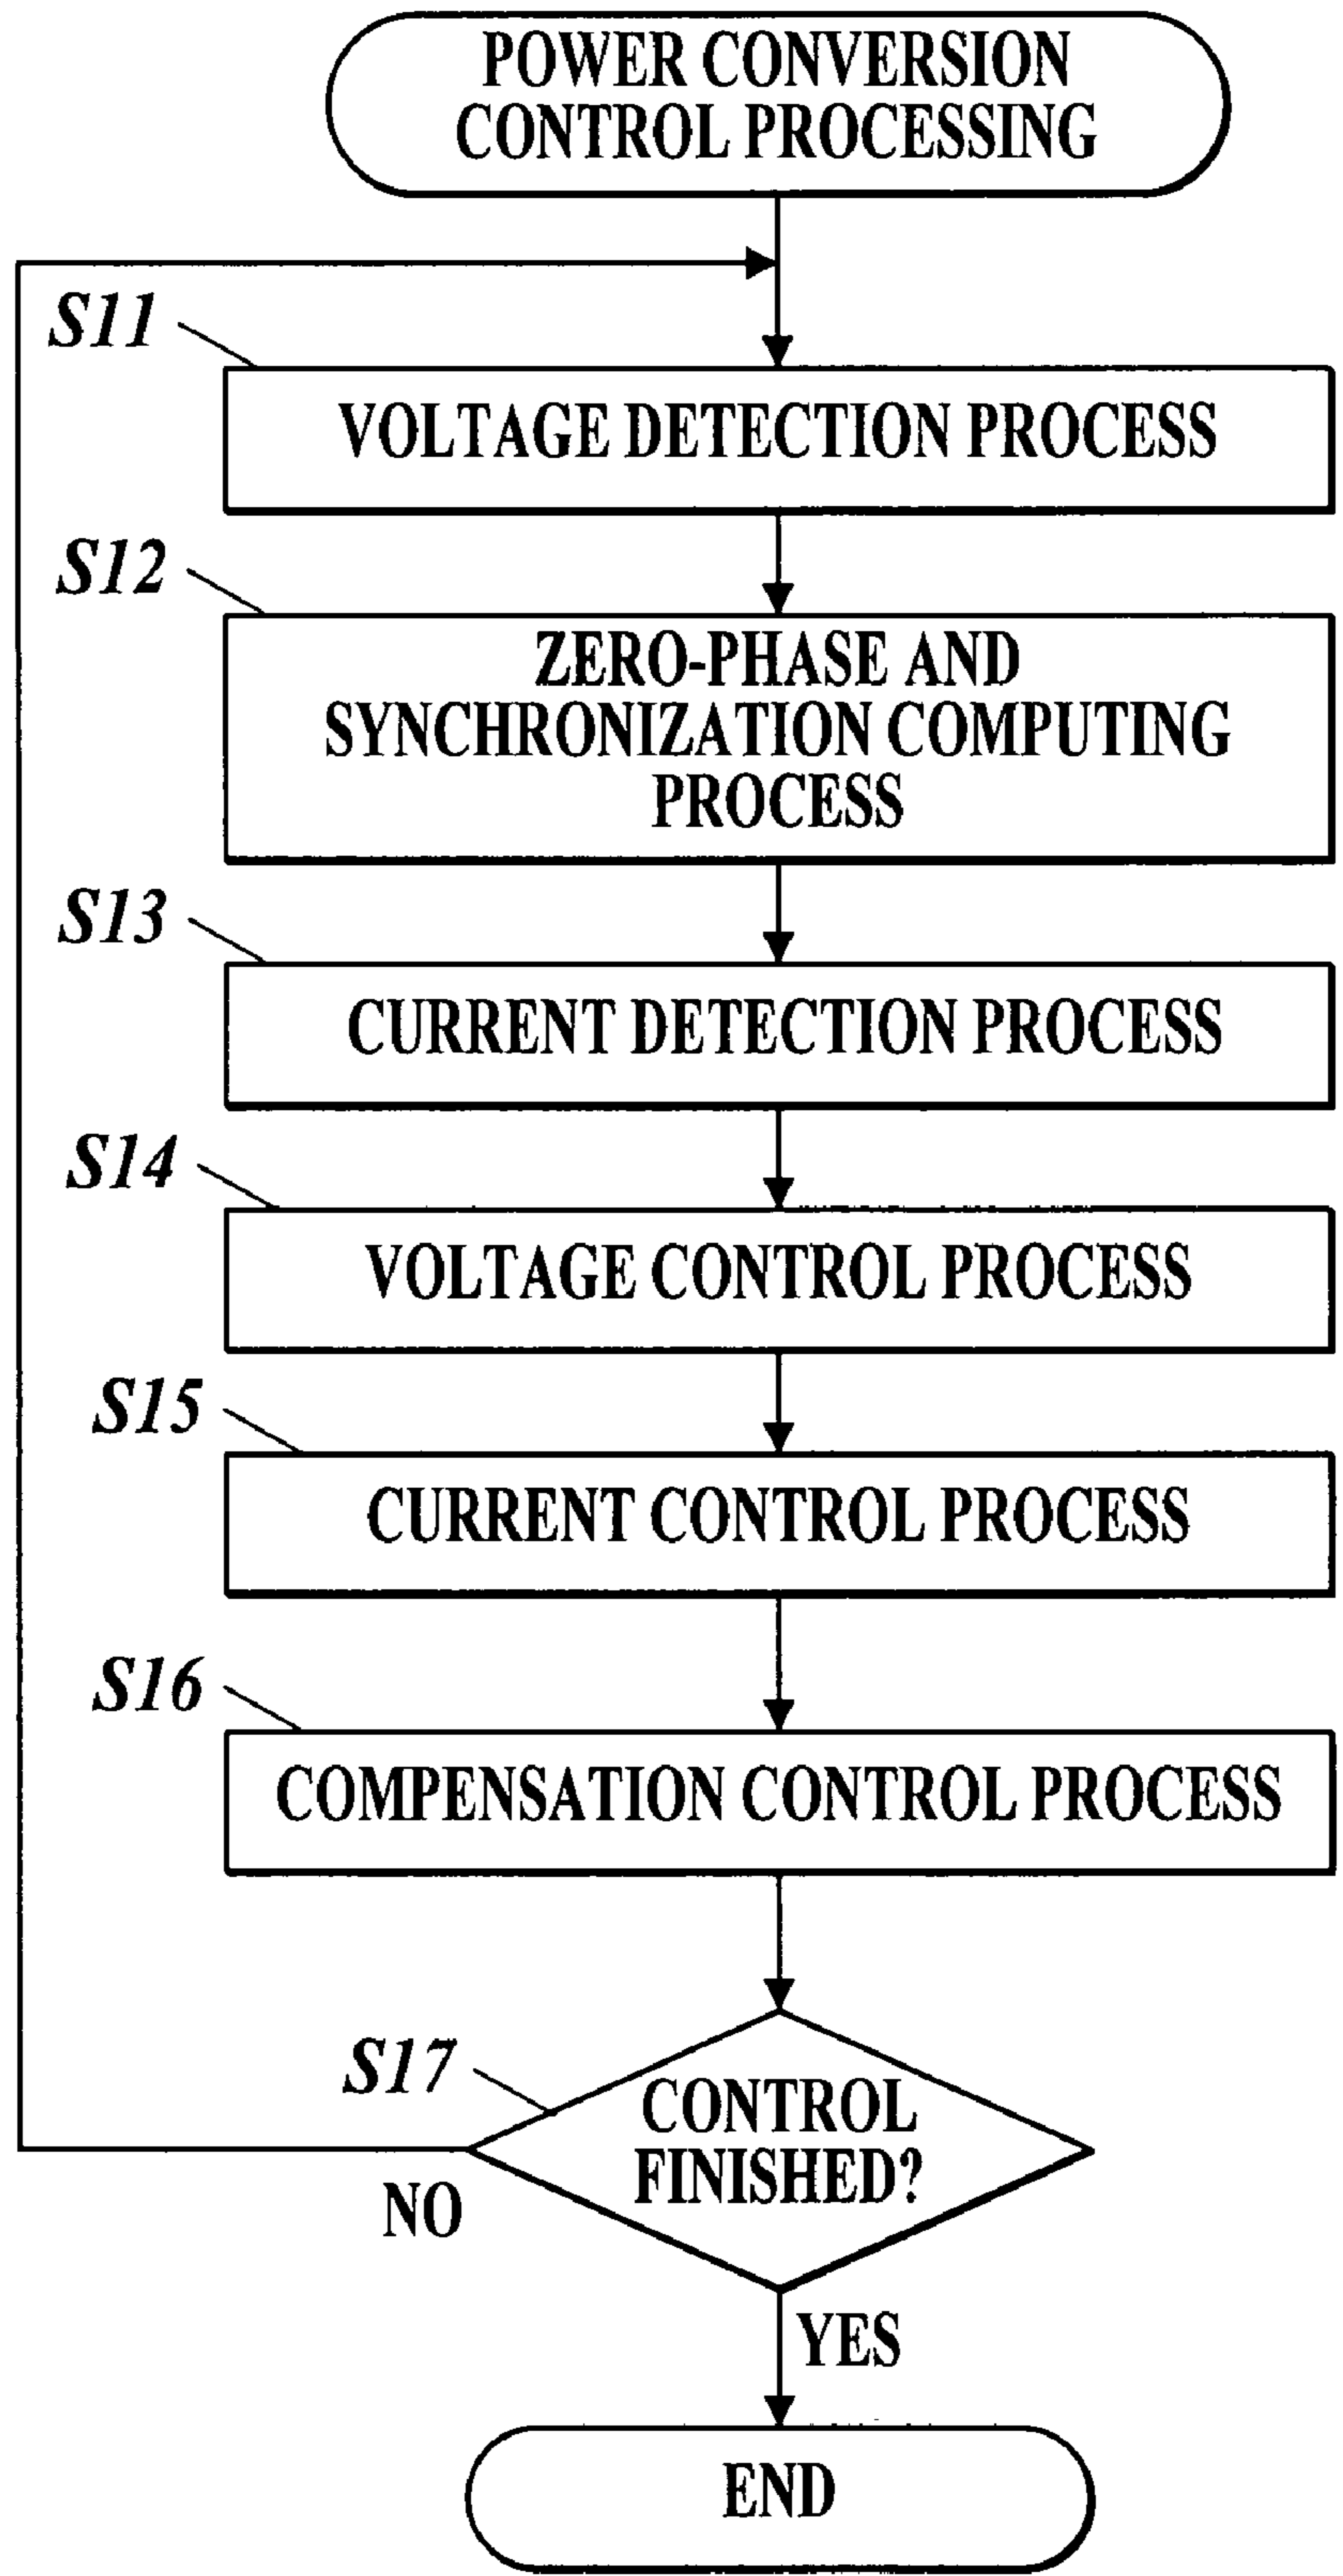 POWER CONVERSION
CONTROL PROCESSING
S11
VOLTAGE DETECTION PROCESS
S12
ZERO-PHASE AND
SYNCHRONIZATION COMPUTING
PROCESS
S13
CURRENT DETECTION PROCESS
S14
VOLTAGE CONTROL PROCESS
S15
CURRENT CONTROL PROCESS
S16
COMPENSATION CONTROL PROCESS
S17
CONTROL
FINISHED?
NO
YES
END